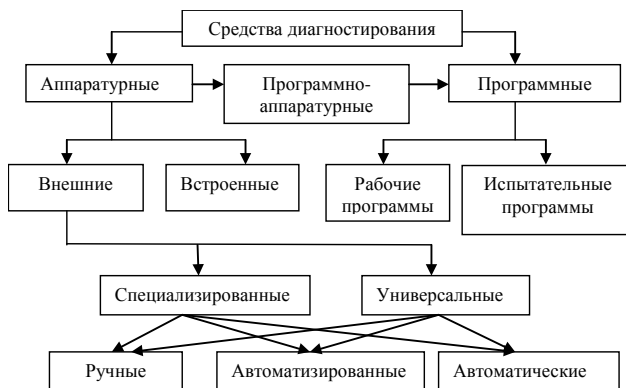 Средства диагностирования
Аппаратурные
Программно-
аппаратурные
Программные
Внешние
Встроенные
Рабочие
программы
Испытательные
программы
Специализированные
Универсальные
Ручные
Автоматизированные
Автоматические